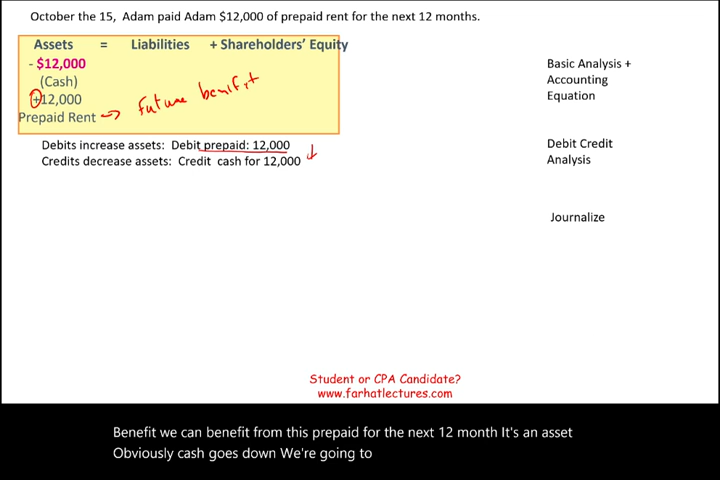 October the 15, Adam paid Adam $12,000 of prepaid rent for the next 12 months.
Assets = Liabilities + Shareholders' Equity
- $12,000
(Cash)
+12,000
Prepaid Rent
future benefit
Basic Analysis +
Accounting
Equation
Debits increase assets: Debit prepaid: 12,000
Credits decrease assets: Credit cash for 12,000
Debit Credit
Analysis
Journalize
Student or CPA Candidate?
www.farhatlectures.com
Benefit we can benefit from this prepaid for the next 12 month It's an asset
Obviously cash goes down We're going to